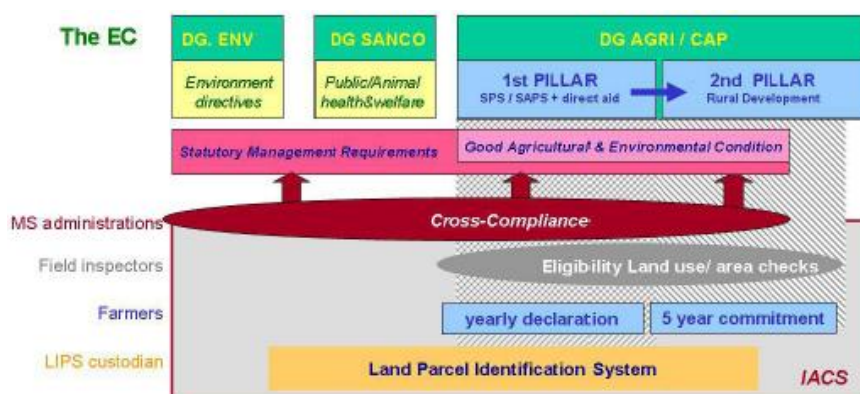 The EC
DG. ENV
DG SANCO
DG AGRI / CAP
Environment
directives
Public/Animal
health&welfare
1st PILLAR
SPS / SAPS + direct aid
2nd PILLAR
Rural Development
Statutory Management Requirements
Good Agricultural & Environmental Condition
MS administrations
Cross-Compliance
Field inspectors
Eligibility Land use/ area checks
Farmers
yearly declaration
5 year commitment
LIPS custodian
Land Parcel Identification System
IACS